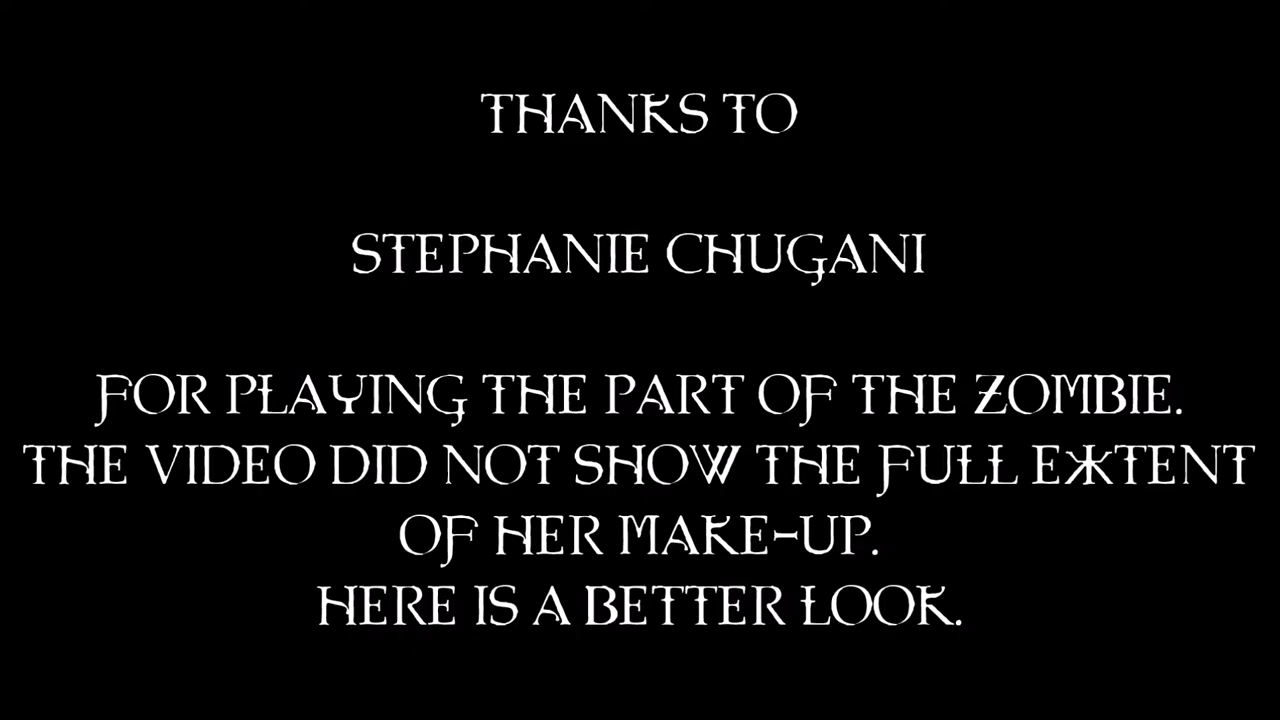 THANKS TO
STEPHANIE CHUGANI
FOR PLAYING THE PART OF THE ZOMBIE.
THE VIDEO DID NOT SHOW THE FULL EXTENT
OF HER MAKE-UP.
HERE IS A BETTER LOOK.